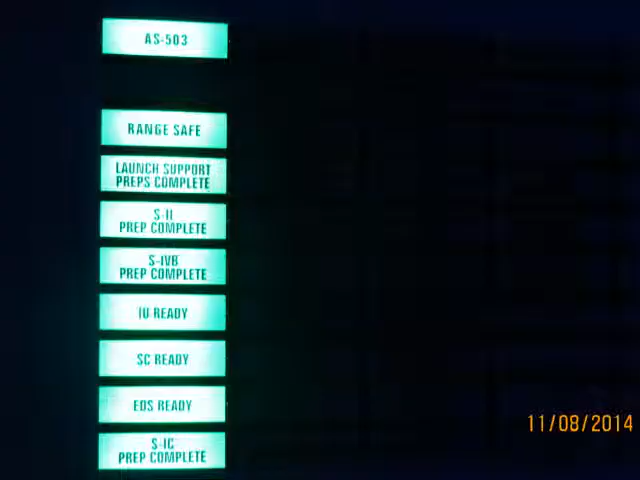 AS-503
RANGE SAFE
LAUNCH SUPPORT
PREPS COMPLETE
S-II
PREP COMPLETE
S-IVB
PREP COMPLETE
IU READY
SC READY
EDS READY
S-IC
PREP COMPLETE
11/08/2014